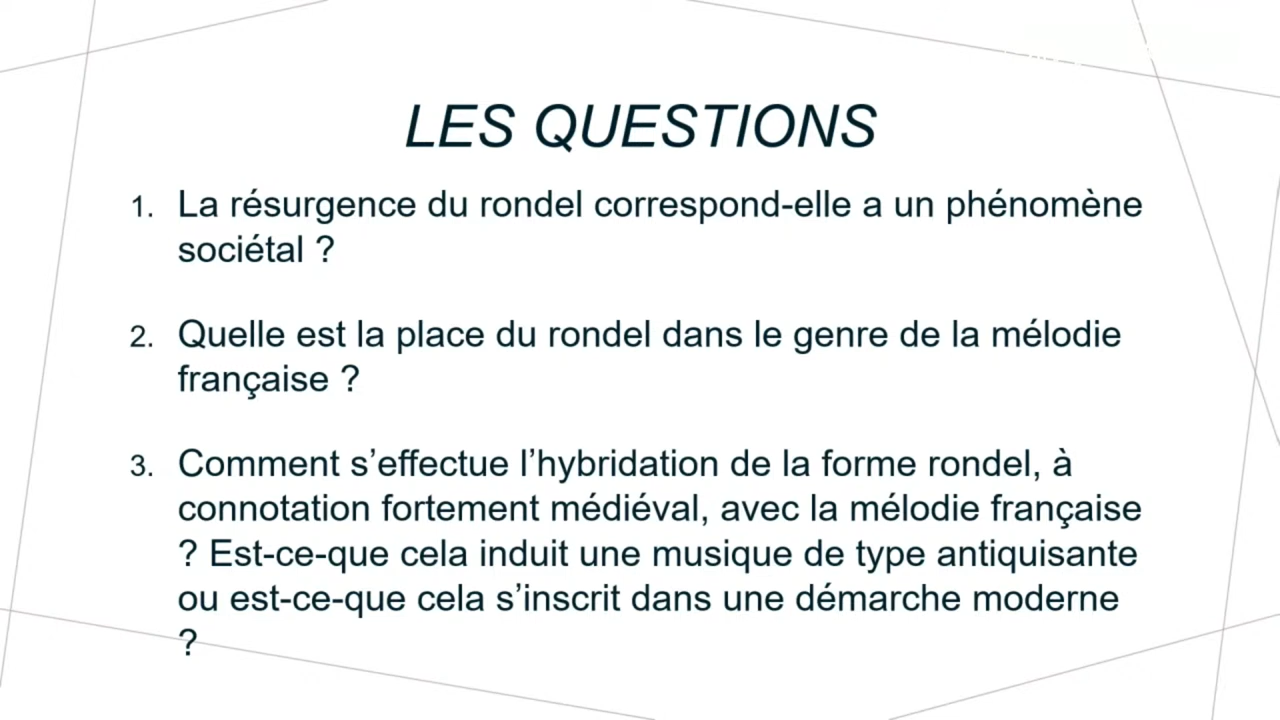 LES QUESTIONS
1. La résurgence du rondel correspond-elle a un phénomène
sociétal ?
2. Quelle est la place du rondel dans le genre de la mélodie
française ?
3. Comment s’effectue l’hybridation de la forme rondel, à
connotation fortement médiéval, avec la mélodie française
? Est-ce-que cela induit une musique de type antiquisante
ou est-ce-que cela s’inscrit dans une démarche moderne
?